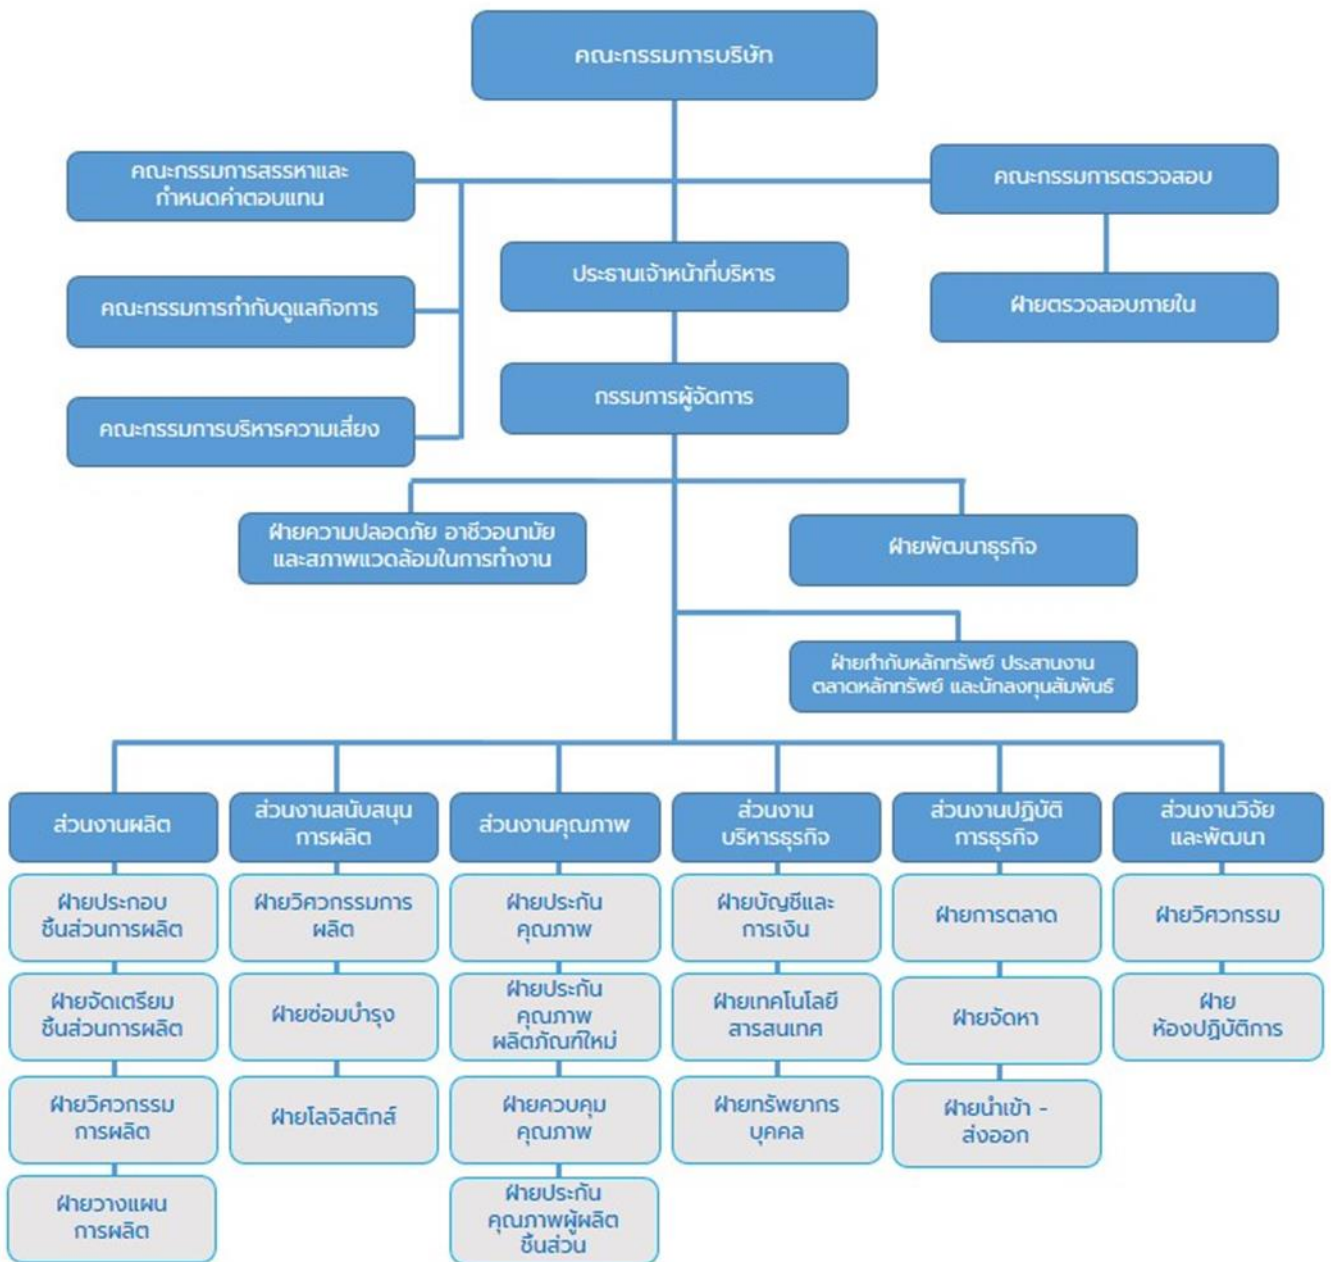 คณะกรรมการบริษัท
คณะกรรมการสรรหาและ
กำหนดค่าตอบแทน
คณะกรรมการตรวจสอบ
ประธานเจ้าหน้าที่บริหาร
คณะกรรมการกำกับดูแลกิจการ
ฝ่ายตรวจสอบภายใน
กรรมการผู้จัดการ
คณะกรรมการบริหารความเสี่ยง
ฝ่ายความปลอดภัย อาชีวอนามัย
และสภาพแวดล้อมในการทำงาน
ฝ่ายพัฒนาธุรกิจ
ฝ่ายกำกับหลักทรัพย์ ประสานงาน
ตลาดหลักทรัพย์ และนักลงทุนสัมพันธ์
ส่วนงานผลิต
ส่วนงานสนับสนุน
การผลิต
ส่วนงานคุณภาพ
ส่วนงาน
บริหารธุรกิจ
ส่วนงานปฏิบัติ
การธุรกิจ
ส่วนงานวิจัย
และพัฒนา
ฝ่ายประกอบ
ชิ้นส่วนการผลิต
ฝ่ายวิศวกรรมการ
ผลิต
ฝ่ายประกัน
คุณภาพ
ฝ่ายบัญชีและ
การเงิน
ฝ่ายการตลาด
ฝ่ายวิศวกรรม
ฝ่ายจัดเตรียม
ชิ้นส่วนการผลิต
ฝ่ายซ่อมบำรุง
ฝ่ายประกัน
คุณภาพ
ผลิตภัณฑ์ใหม่
ฝ่ายเทคโนโลยี
สารสนเทศ
ฝ่ายจัดหา
ฝ่าย
ห้องปฏิบัติการ
ฝ่ายวิศวกรรม
การผลิต
ฝ่ายโลจิสติกส์
ฝ่ายควบคุม
คุณภาพ
ฝ่ายทรัพยากร
บุคคล
ฝ่ายนำเข้า -
ส่งออก
ฝ่ายวางแผน
การผลิต
ฝ่ายประกัน
คุณภาพผู้ผลิต
ชิ้นส่วน